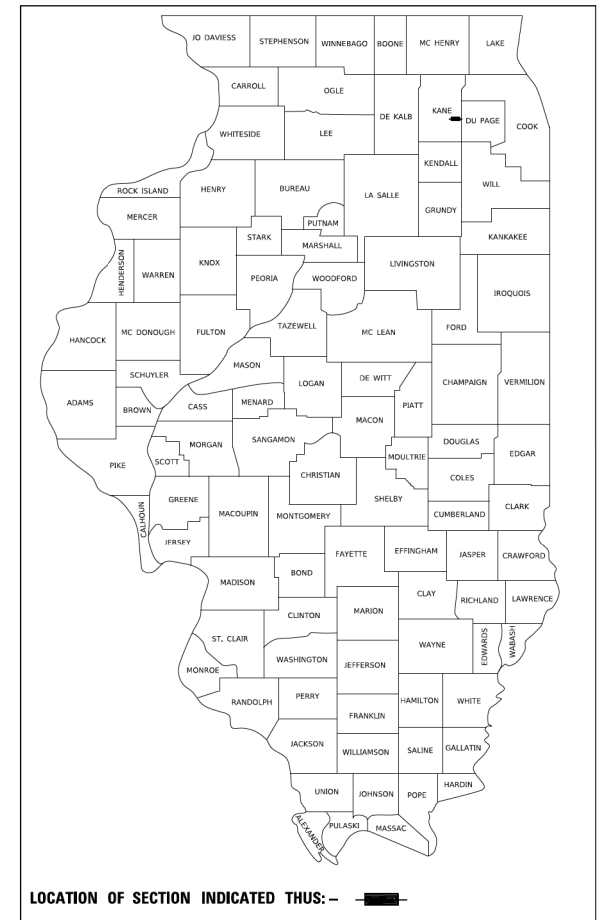 JO DAVIESS
STEPHENSON
WINNEBAGO
BOONE
MC HENRY
LAKE
CARROLL
OGLE
DE KALB
KANE
DU PAGE
COOK
WHITESIDE
LEE
KENDALL
WILL
ROCK ISLAND
HENRY
BUREAU
LA SALLE
MERCER
PUTNAM
GRUNDY
STARK
MARSHALL
KANKAKEE
HENDERSON
WARREN
KNOX
PEORIA
WOODFORD
LIVINGSTON
IROQUOIS
HANCOCK
MC DONOUGH
FULTON
TAZEWELL
MC LEAN
FORD
MASON
SCHUYLER
LOGAN
DE WITT
CHAMPAIGN
VERMILION
ADAMS
BROWN
CASS
MENARD
MACON
PIATT
MORGAN
SANGAMON
DOUGLAS
PIKE
SCOTT
CHRISTIAN
MOULTRIE
EDGAR
COLES
GREENE
MACOUPIN
MONTGOMERY
SHELBY
CLARK
CALHOUN
CUMBERLAND
JERSEY
FAYETTE
EFFINGHAM
JASPER
CRAWFORD
MADISON
BOND
CLAY
RICHLAND
LAWRENCE
CLINTON
MARION
ST. CLAIR
WAYNE
EDWARDS
WABASH
MONROE
WASHINGTON
JEFFERSON
RANDOLPH
PERRY
HAMILTON
WHITE
FRANKLIN
JACKSON
WILLIAMSON
SALINE
GALLATIN
UNION
JOHNSON
POPE
HARDIN
ALEXANDER
PULASKI
MASSAC
LOCATION OF SECTION INDICATED THUS: –